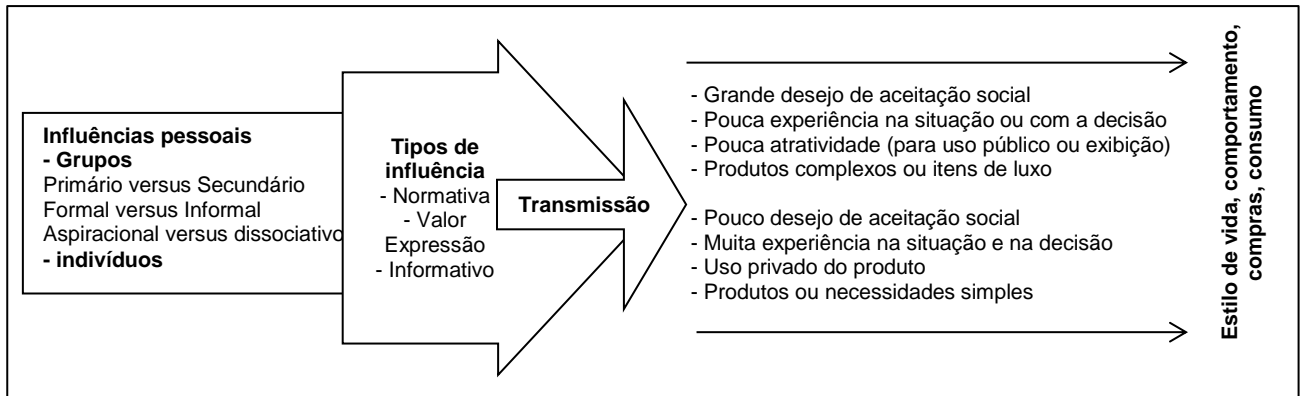 Influências pessoais
- Grupos
Primário versus Secundário
Formal versus Informal
Aspiracional versus dissociativo
- indivíduos
Tipos de
influência
- Normativa
- Valor
Expressão
- Informativo
Transmissão
- Grande desejo de aceitação social
- Pouca experiência na situação ou com a decisão
- Pouca atratividade (para uso público ou exibição)
- Produtos complexos ou itens de luxo
- Pouco desejo de aceitação social
- Muita experiência na situação e na decisão
- Uso privado do produto
- Produtos ou necessidades simples
Estilo de vida, comportamento,
compras, consumo